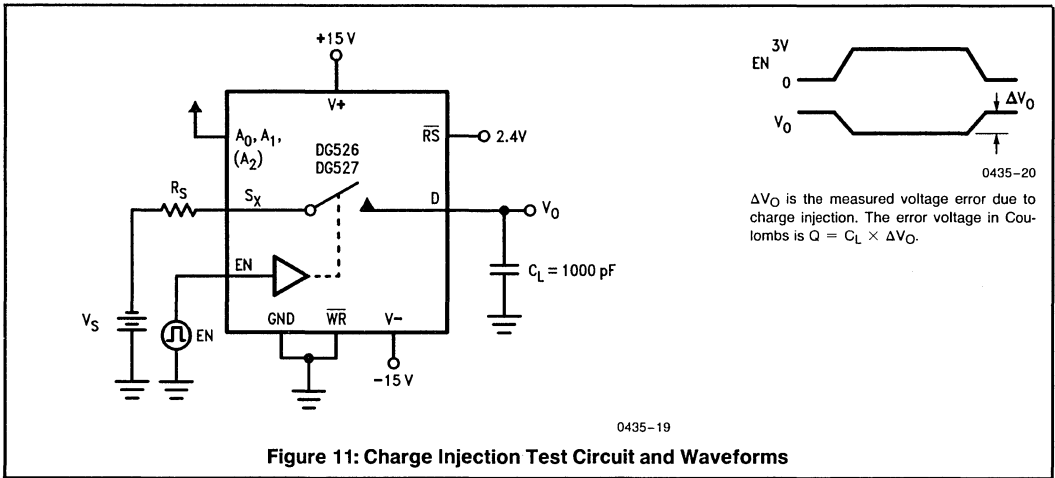 +15 V
V+
A0, A1,
(A2)
DG526
DG527
RS
2.4V
RS
SX
D
VO
EN
CL = 1000 pF
VS
EN
GND
WR
V−
−15 V
0435–19
EN
3V
0
VO
ΔVO
0435–20
ΔVO is the measured voltage error due to
charge injection. The error voltage in Cou-
lombs is Q = CL × ΔVO.
Figure 11: Charge Injection Test Circuit and Waveforms